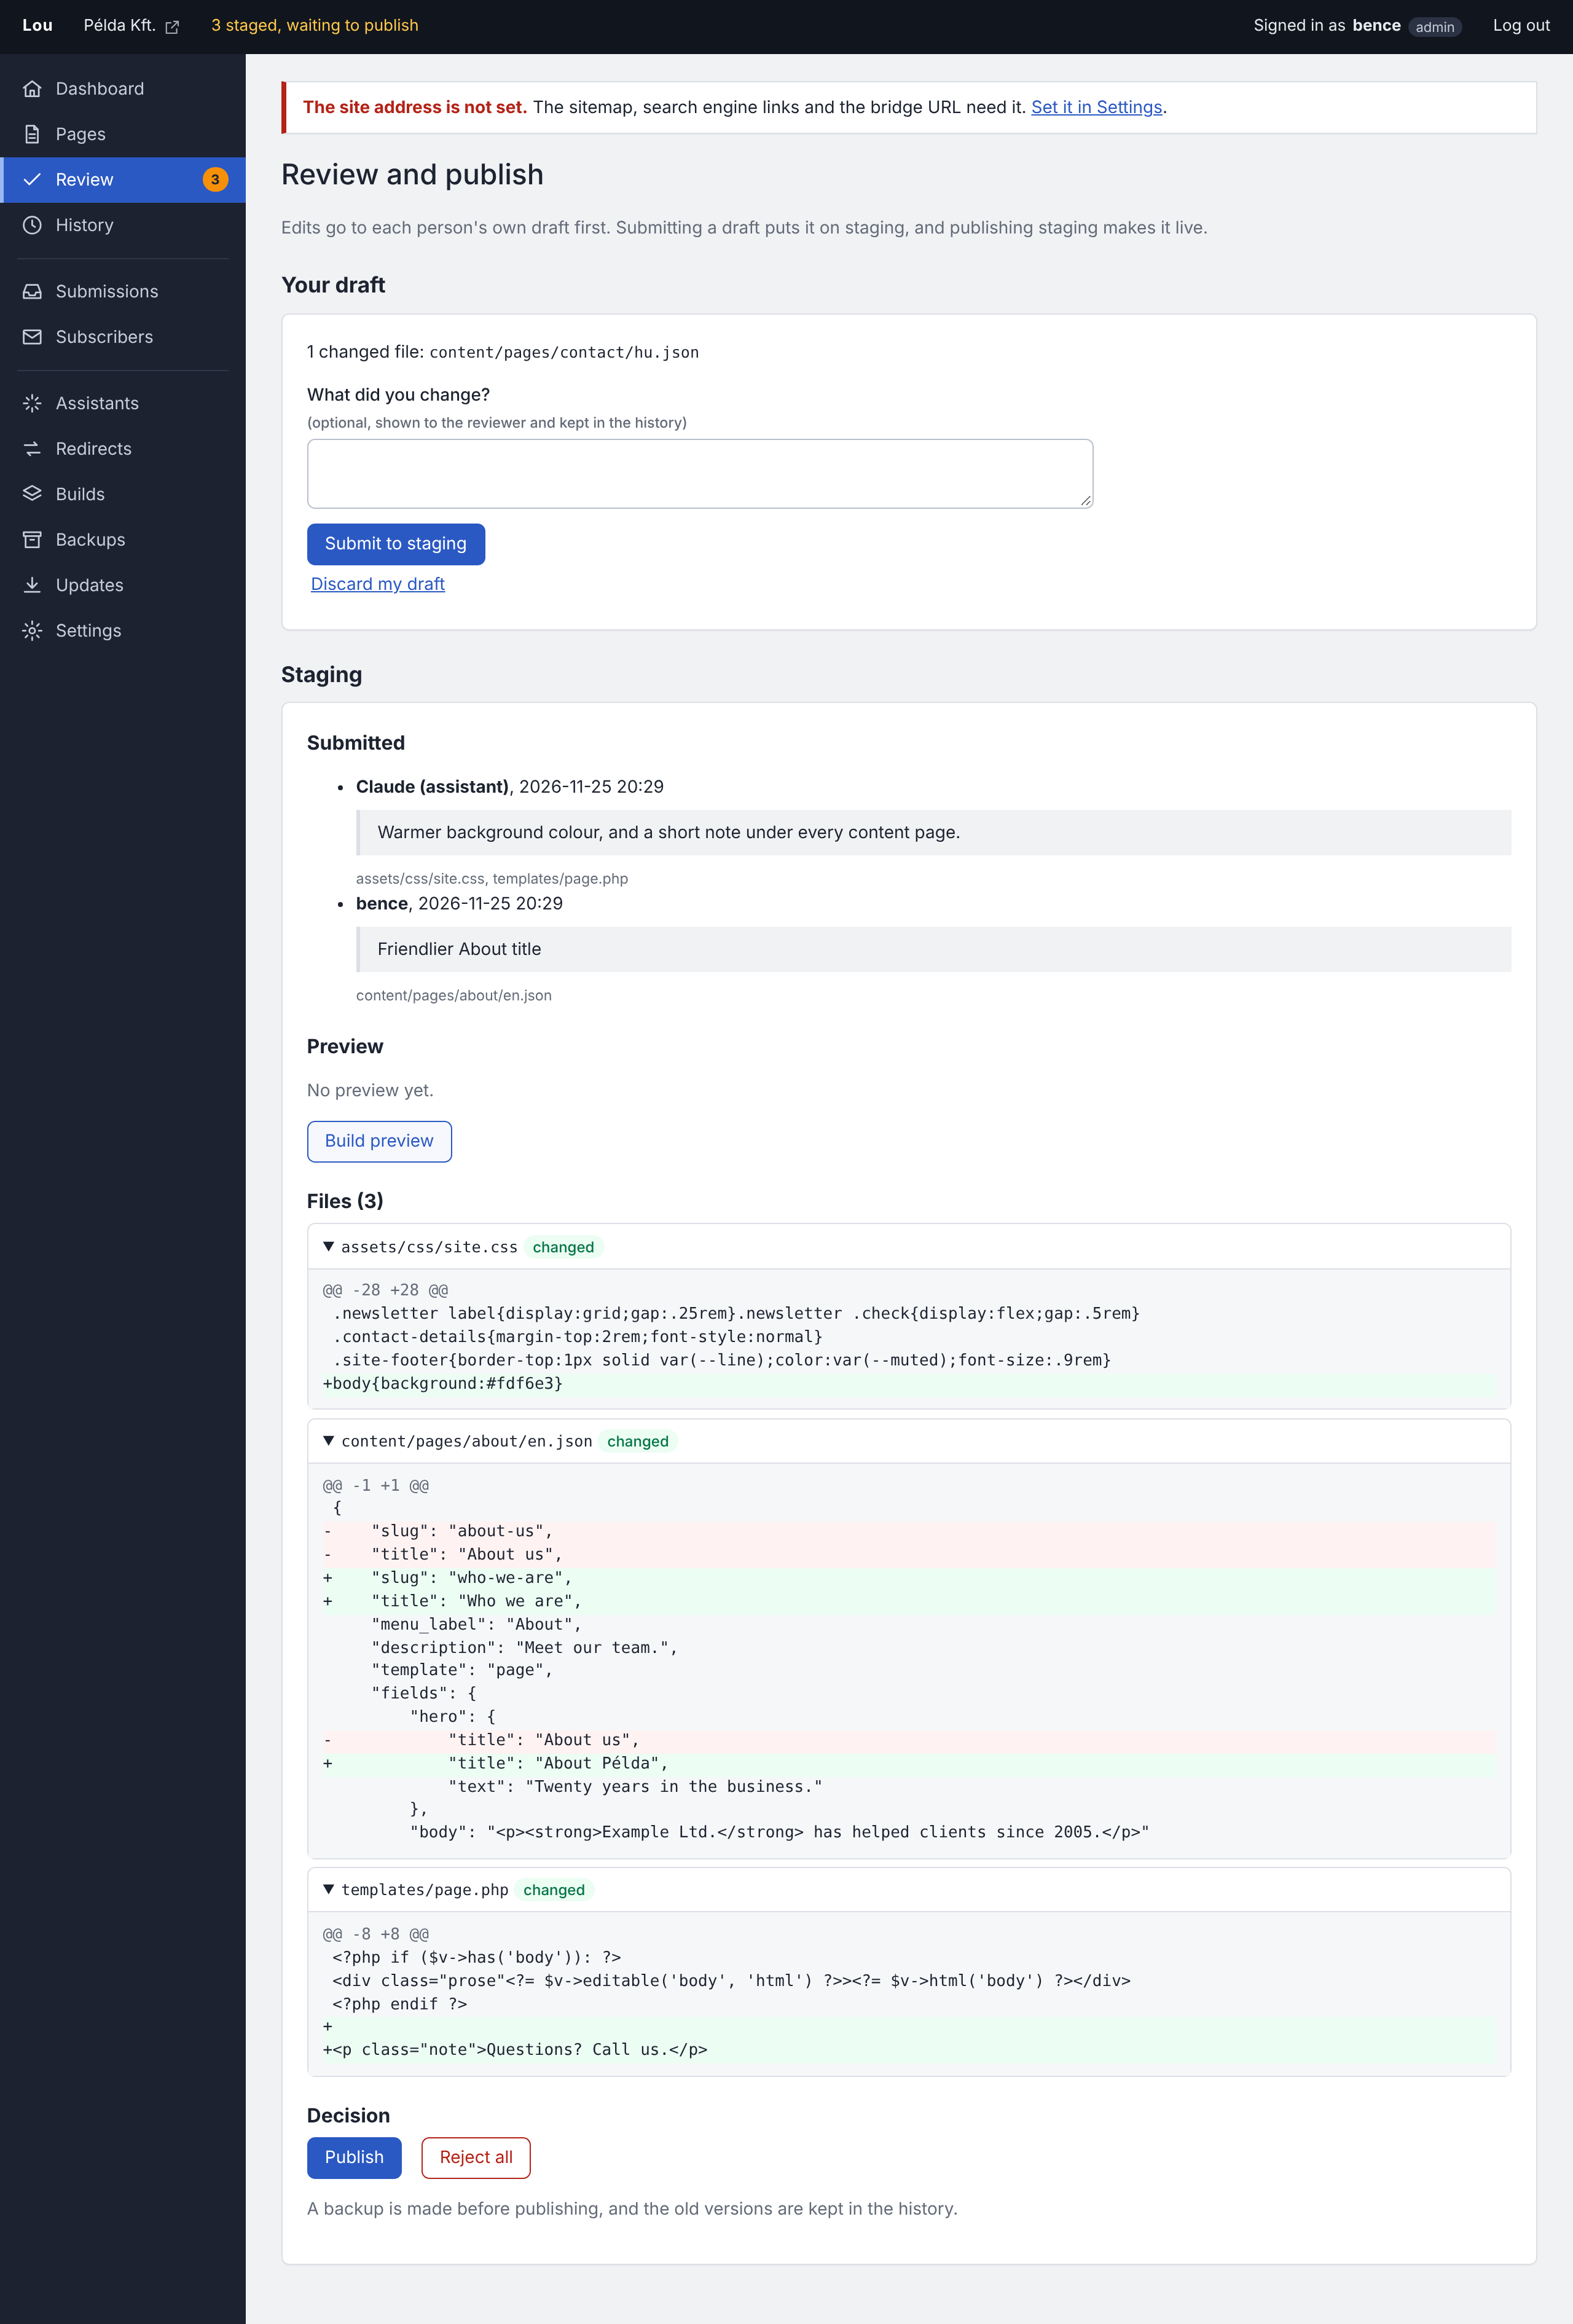 Lou Példa Kft. 3 staged, waiting to publish Signed in as bence admin Log out
Dashboard
Pages
Review 3
History
Submissions
Subscribers
Assistants
Redirects
Builds
Backups
Updates
Settings
The site address is not set. The sitemap, search engine links and the bridge URL need it. Set it in Settings.
Review and publish
Edits go to each person's own draft first. Submitting a draft puts it on staging, and publishing staging makes it live.
Your draft
1 changed file: content/pages/contact/hu.json
What did you change?
(optional, shown to the reviewer and kept in the history)
Submit to staging
Discard my draft
Staging
Submitted
• Claude (assistant), 2026-11-25 20:29
Warmer background colour, and a short note under every content page.
assets/css/site.css, templates/page.php
• bence, 2026-11-25 20:29
Friendlier About title
content/pages/about/en.json
Preview
No preview yet.
Build preview
Files (3)
▼ assets/css/site.css changed
@@ -28 +28 @@
 .newsletter label{display:grid;gap:.25rem}.newsletter .check{display:flex;gap:.5rem}
 .contact-details{margin-top:2rem;font-style:normal}
 .site-footer{border-top:1px solid var(--line);color:var(--muted);font-size:.9rem}
+body{background:#fdf6e3}
▼ content/pages/about/en.json changed
@@ -1 +1 @@
 {
-    "slug": "about-us",
-    "title": "About us",
+    "slug": "who-we-are",
+    "title": "Who we are",
     "menu_label": "About",
     "description": "Meet our team.",
     "template": "page",
     "fields": {
         "hero": {
-            "title": "About us",
+            "title": "About Példa",
             "text": "Twenty years in the business."
         },
         "body": "<p><strong>Example Ltd.</strong> has helped clients since 2005.</p>"
▼ templates/page.php changed
@@ -8 +8 @@
 <?php if ($v->has('body')): ?>
 <div class="prose"<?= $v->editable('body', 'html') ?>><?= $v->html('body') ?></div>
 <?php endif ?>
+
+<p class="note">Questions? Call us.</p>
Decision
Publish Reject all
A backup is made before publishing, and the old versions are kept in the history.